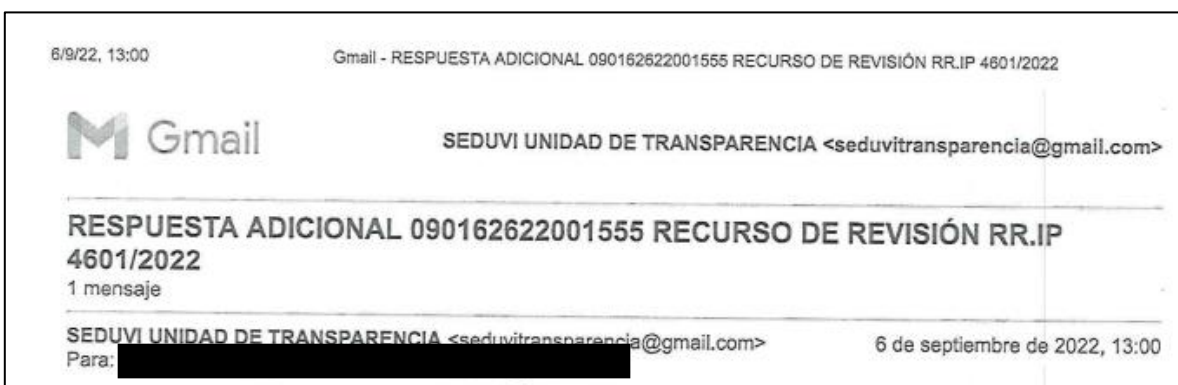 6/9/22, 13:00 Gmail - RESPUESTA ADICIONAL 090162622001555 RECURSO DE REVISIÓN RR.IP 4601/2022
Gmail SEDUVI UNIDAD DE TRANSPARENCIA <seduvitransparencia@gmail.com>
RESPUESTA ADICIONAL 090162622001555 RECURSO DE REVISIÓN RR.IP
4601/2022
1 mensaje
SEDUVI UNIDAD DE TRANSPARENCIA <seduvitransparencia@gmail.com> 6 de septiembre de 2022, 13:00
Para: